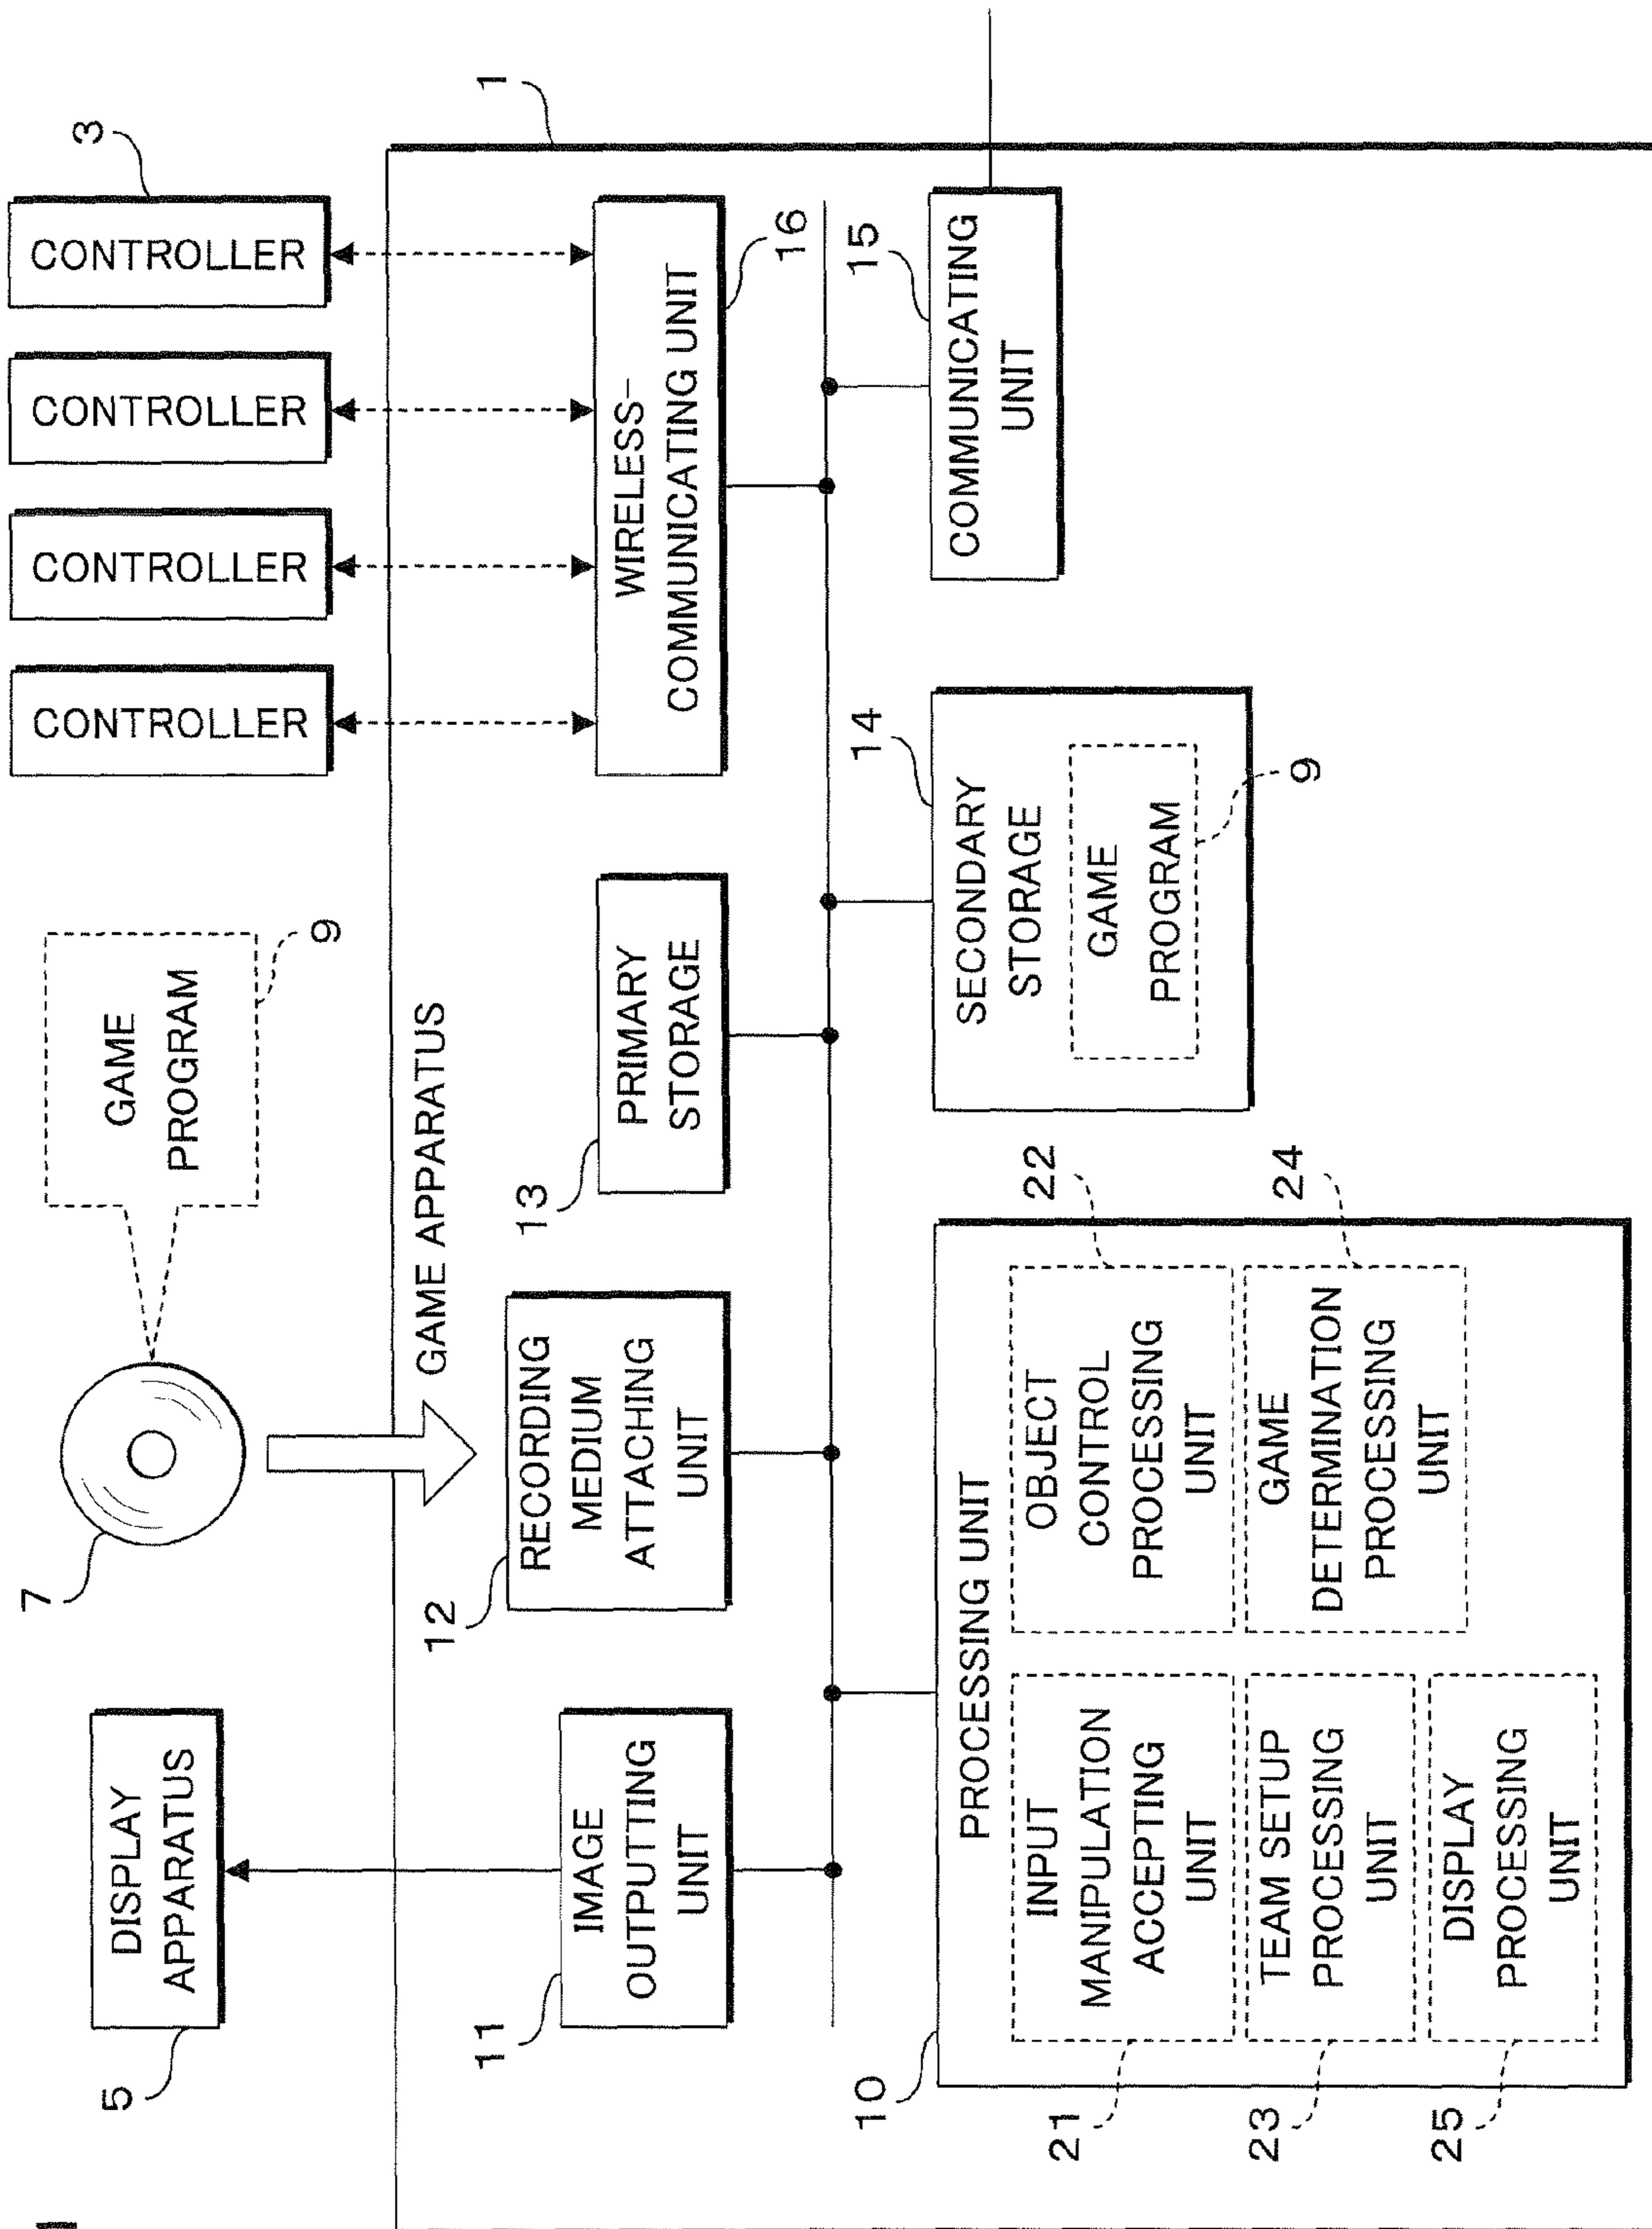 5
DISPLAY
APPARATUS
7
GAME
PROGRAM
9
CONTROLLER
CONTROLLER
CONTROLLER
CONTROLLER
3
1
GAME APPARATUS
11
IMAGE
OUTPUTTING
UNIT
12
RECORDING
MEDIUM
ATTACHING
UNIT
13
PRIMARY
STORAGE
WIRELESS-
COMMUNICATING UNIT
16
10
PROCESSING UNIT
21
INPUT
MANIPULATION
ACCEPTING
UNIT
OBJECT
CONTROL
PROCESSING
UNIT
22
23
TEAM SETUP
PROCESSING
UNIT
GAME
DETERMINATION
PROCESSING
UNIT
24
25
DISPLAY
PROCESSING
UNIT
14
SECONDARY
STORAGE
GAME
PROGRAM
9
15
COMMUNICATING
UNIT